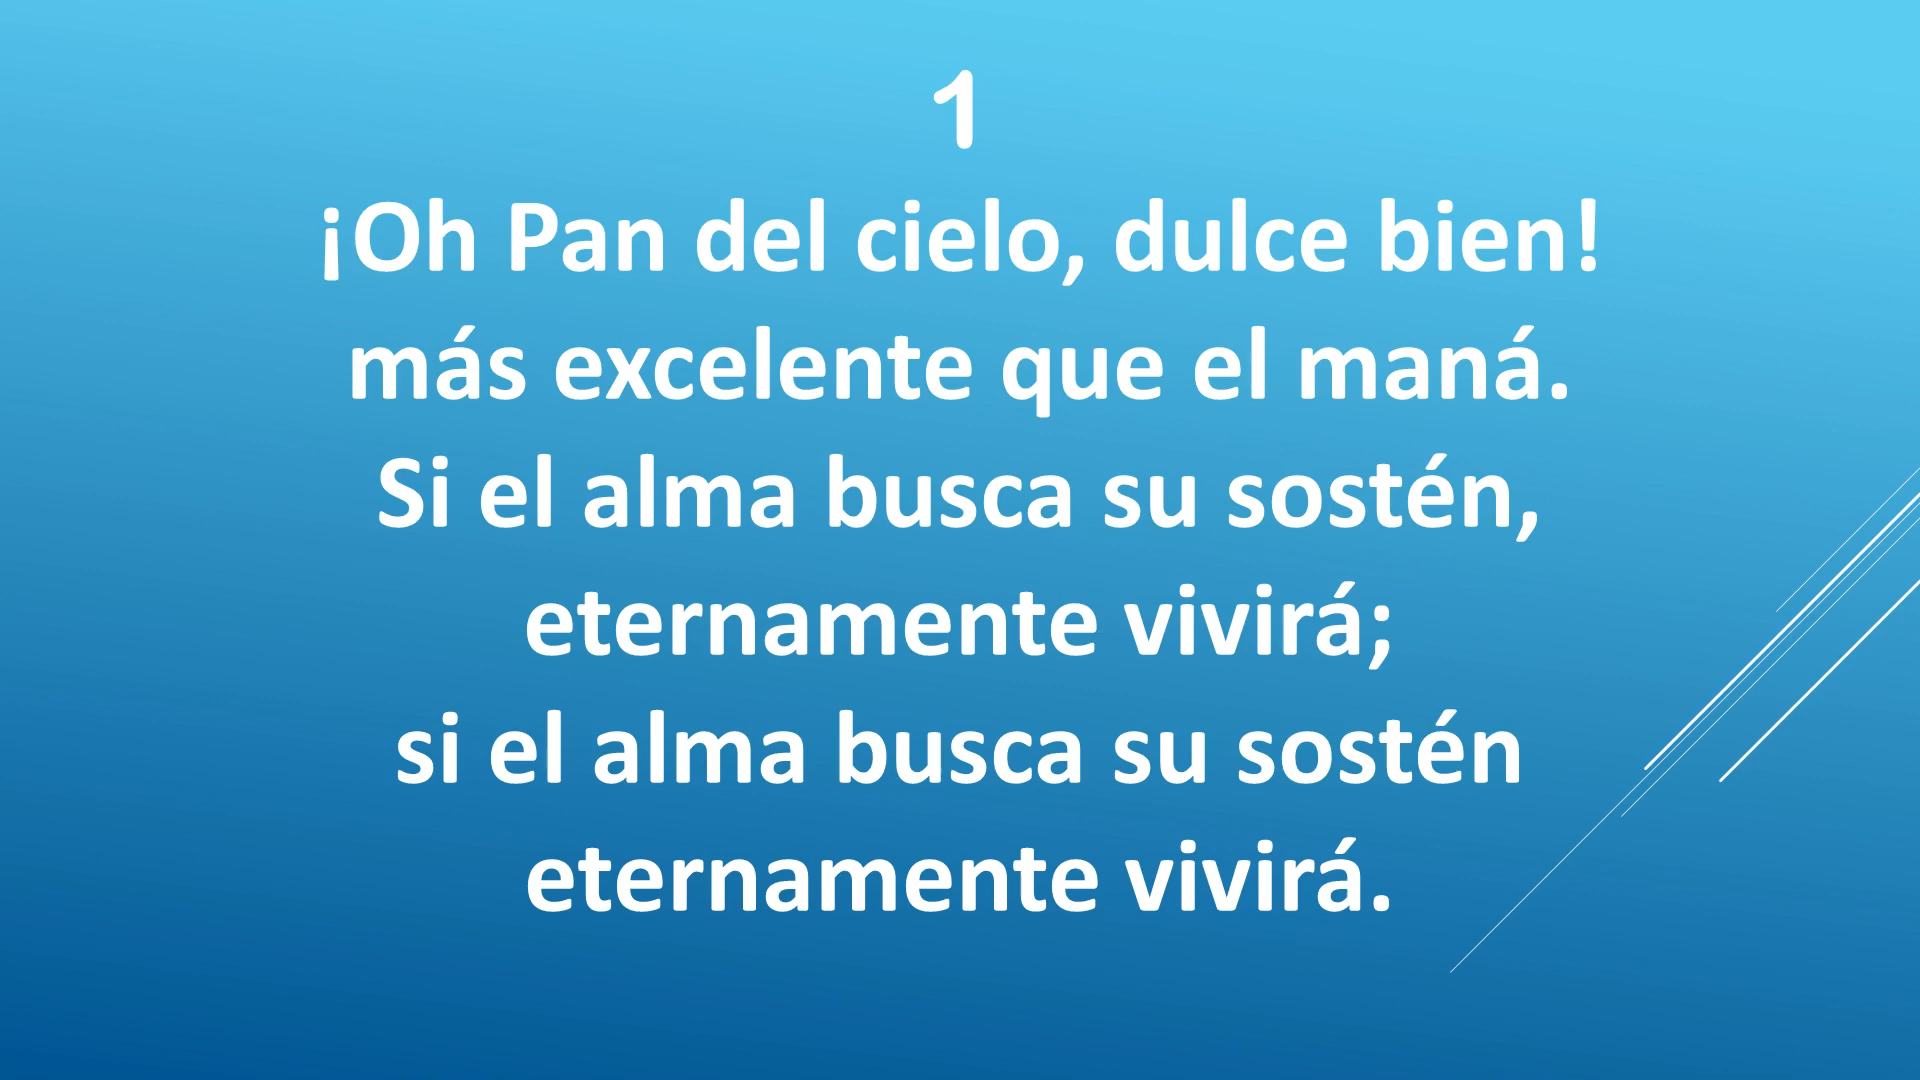 1
¡Oh Pan del cielo, dulce bien!
más excelente que el maná.
Si el alma busca su sostén,
eternamente vivirá;
si el alma busca su sostén
eternamente vivirá.